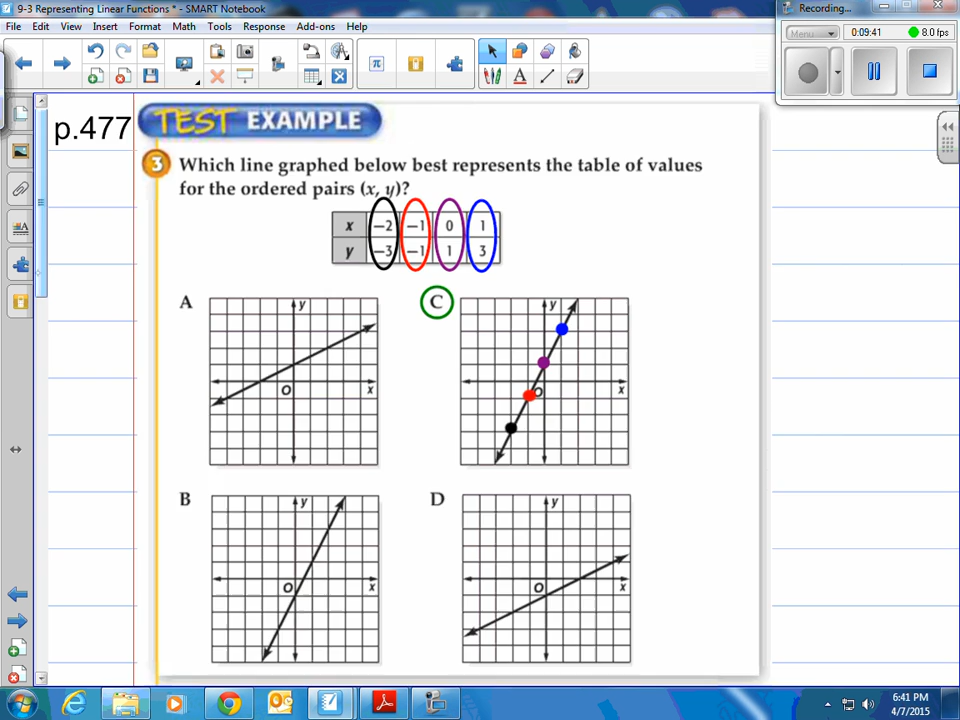 9-3 Representing Linear Functions * - SMART Notebook
File Edit View Insert Format Math Tools Response Add-ons Help
Recording...
Menu
0:09:41
8.0 fps
p.477
TEST EXAMPLE
3 Which line graphed below best represents the table of values
for the ordered pairs (x, y)?
x −2 −1 0 1
y −3 −1 1 3
A
y
O
x
C
y
O
x
B
y
O
x
D
y
O
x
6:41 PM
4/7/2015